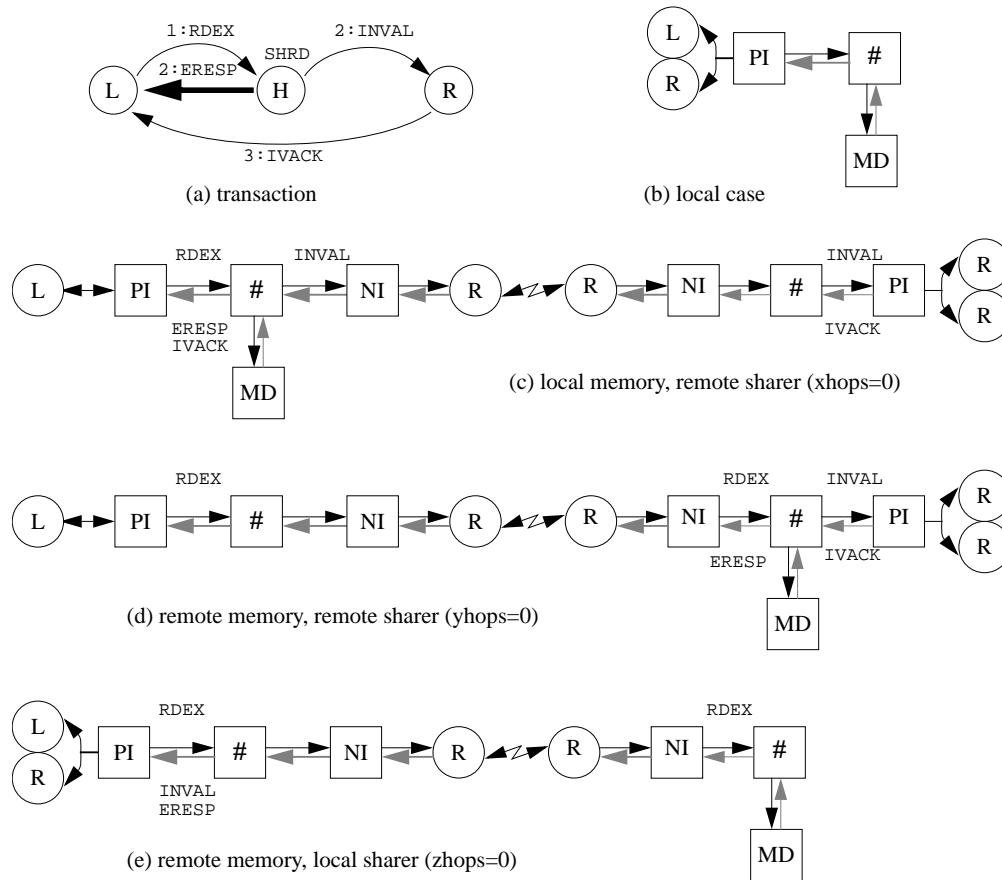 1:RDEX
2:INVAL
SHRD
2:ERESP
L
H
R
3:IVACK
(a) transaction
L
R
PI
#
MD
(b) local case
RDEX
INVAL
INVAL
L
PI
#
NI
R
R
NI
#
PI
R
R
ERESP
IVACK
IVACK
MD
(c) local memory, remote sharer (xhops=0)
RDEX
RDEX
INVAL
L
PI
#
NI
R
R
NI
#
PI
R
R
ERESP
IVACK
MD
(d) remote memory, remote sharer (yhops=0)
RDEX
RDEX
L
R
PI
#
NI
R
R
NI
#
INVAL
ERESP
MD
(e) remote memory, local sharer (zhops=0)